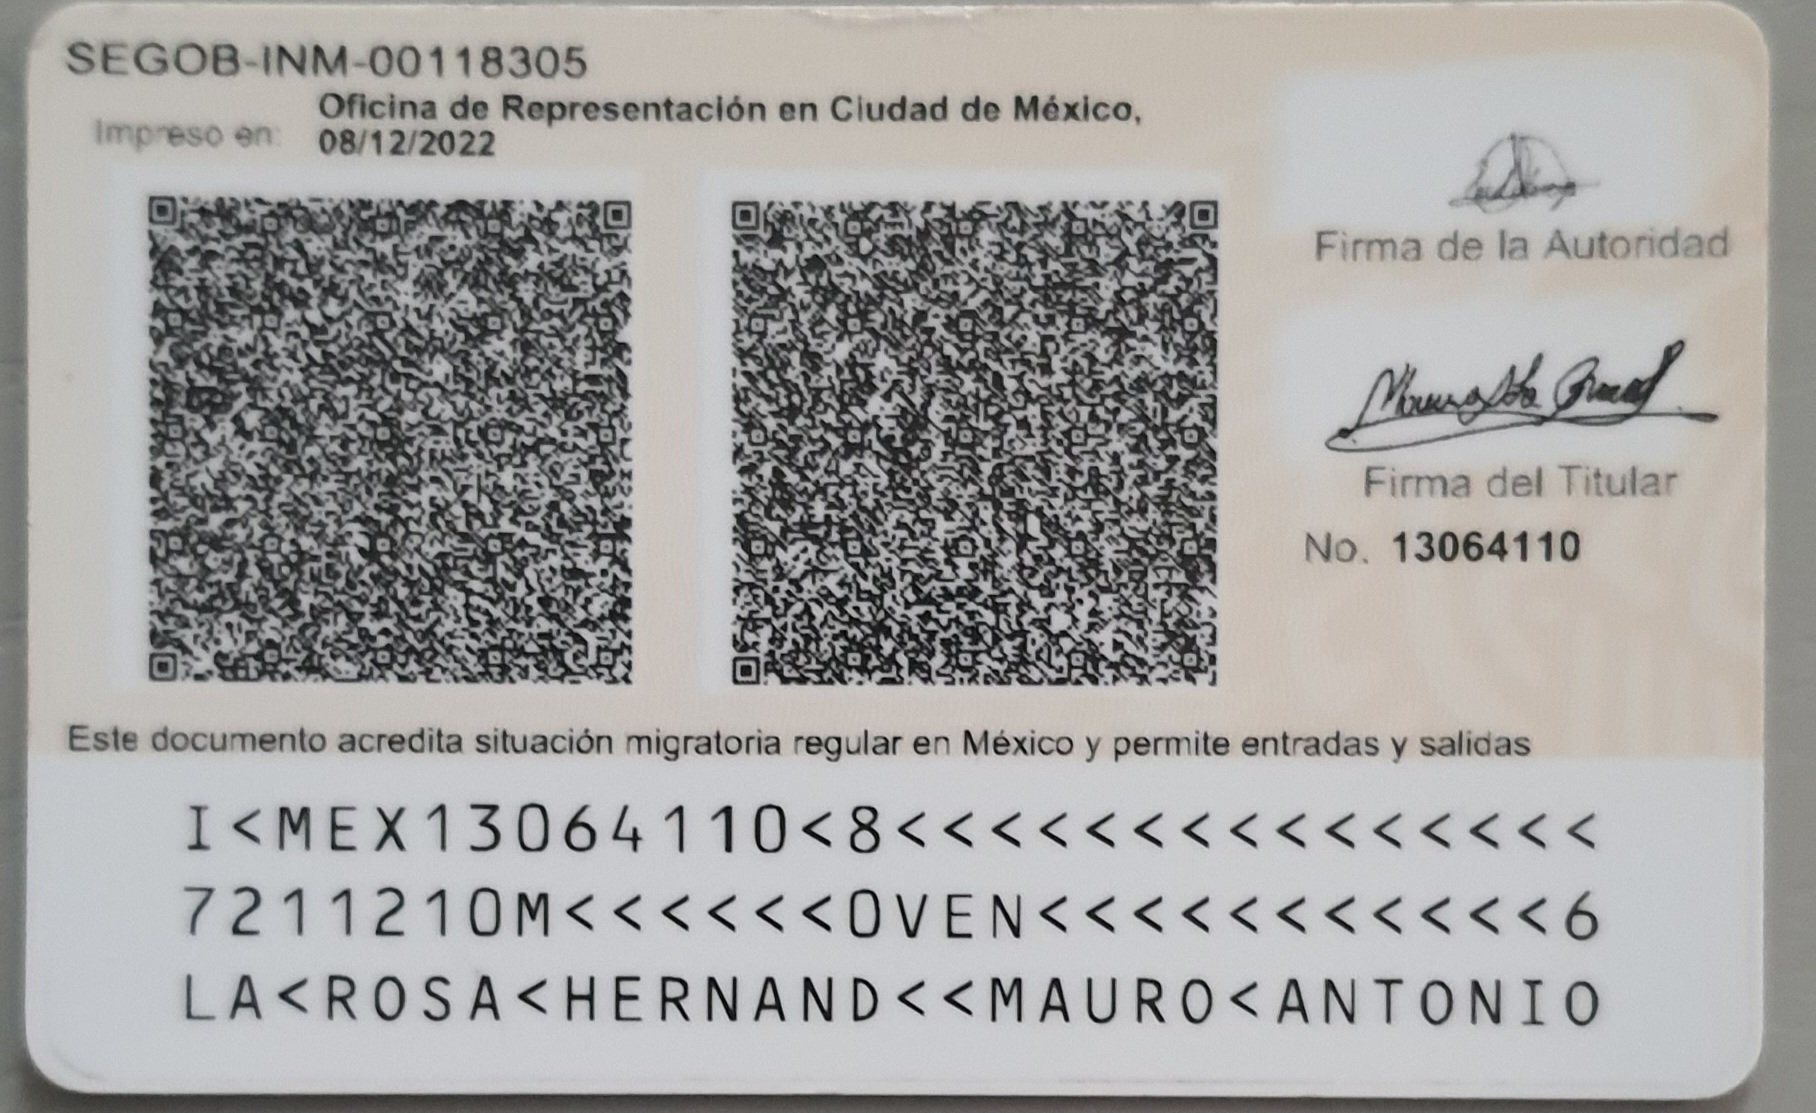 SEGOB-INM-00118305
Impreso en:
Oficina de Representación en Ciudad de México,
08/12/2022
Firma de la Autoridad
Firma del Titular
No. 13064110
Este documento acredita situación migratoria regular en México y permite entradas y salidas
I<MEX13064110<8<<<<<<<<<<<<<<<
7211210M<<<<<<0VEN<<<<<<<<<<<6
LA<ROSA<HERNAND<<MAURO<ANTONIO